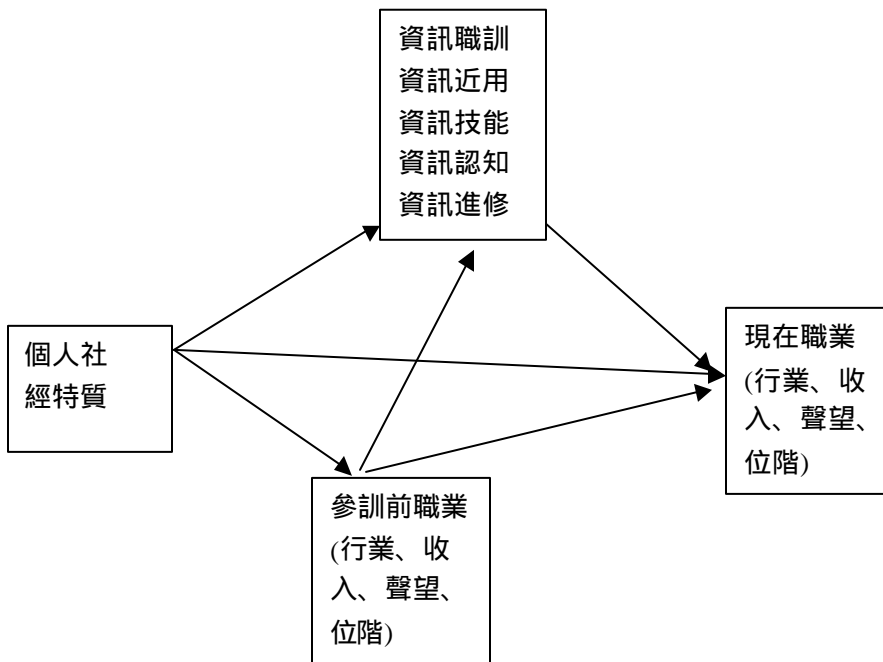 資訊職訓
資訊近用
資訊技能
資訊認知
資訊進修
個人社
經特質
現在職業
(行業、收
入、聲望、
位階)
參訓前職業
(行業、收
入、聲望、
位階)